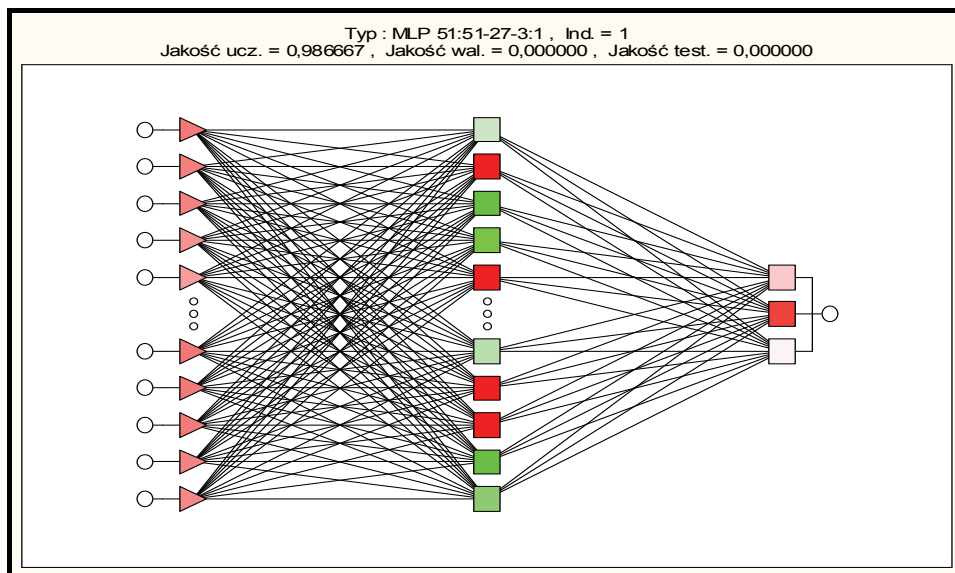 Typ : MLP 51:51-27-3:1 , Ind. = 1
Jakość ucz. = 0,986667 , Jakość wal. = 0,000000 , Jakość test. = 0,000000